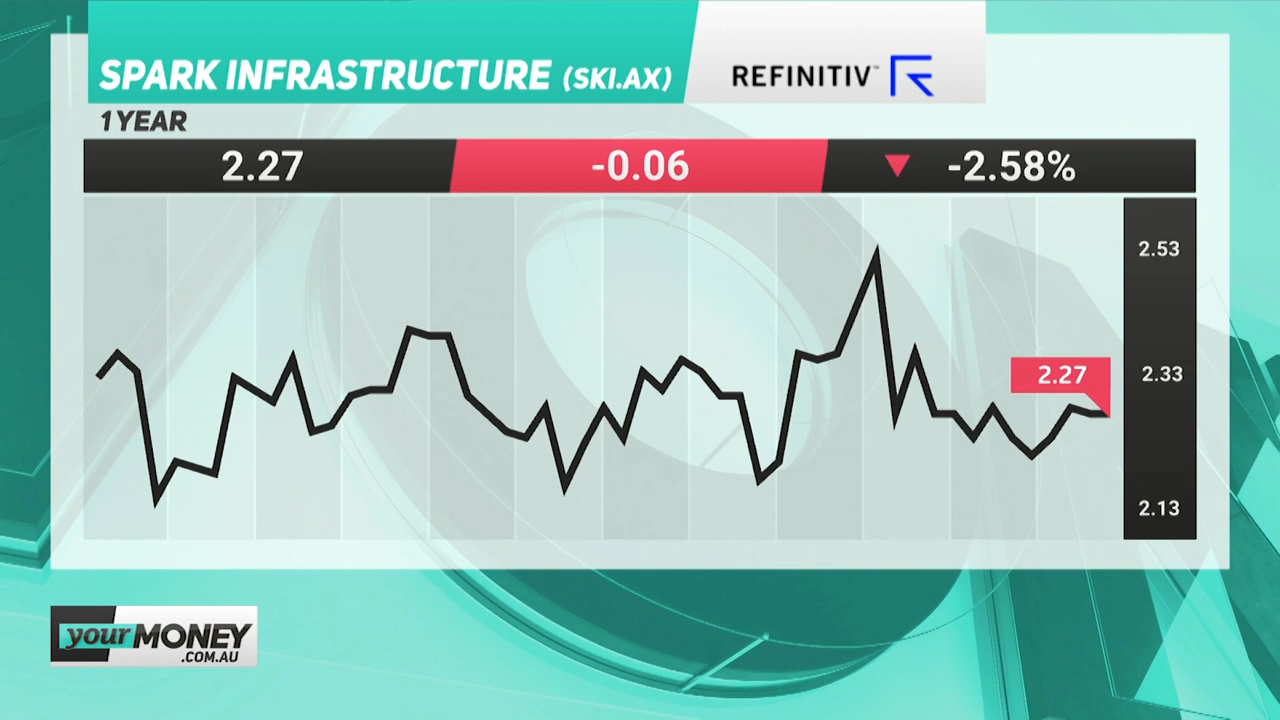 SPARK INFRASTRUCTURE (SKI.AX)
REFINITIV™
1 YEAR
2.27
-0.06
▼ -2.58%
2.53
2.27
2.33
2.13
yourMONEY
.COM.AU